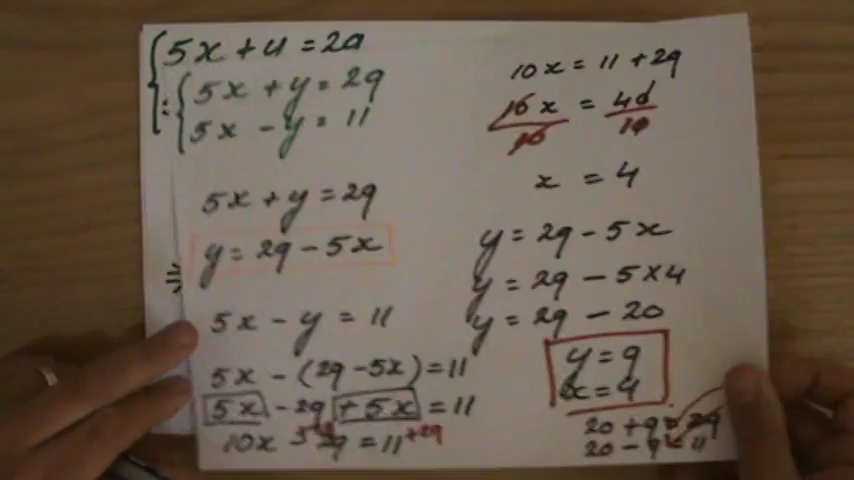 5x + y = 29
5x + y = 29
5x - y = 11
5x + y = 29
y = 29 - 5x
5x - y = 11
5x - (29 - 5x) = 11
5x - 29 + 5x = 11
10x - 29 = 11 +29
10x = 11 + 29
10x = 40
10 10
x = 4
y = 29 - 5x
y = 29 - 5x4
y = 29 - 20
y = 9
x = 4
20 + 9 = 29
20 - 9 = 11